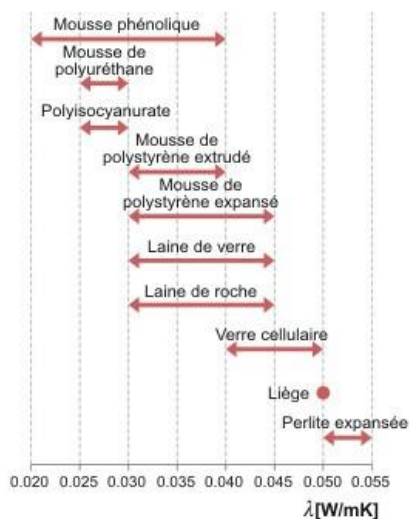 Mousse phénolique
Mousse de
polyuréthane
Polyisocyanurate
Mousse de
polystyrène extrudé
Mousse de
polystyrène expansé
Laine de verre
Laine de roche
Verre cellulaire
Liège
Perlite expansée
0.020 0.025 0.030 0.035 0.040 0.045 0.050 0.055
λ[W/mK]